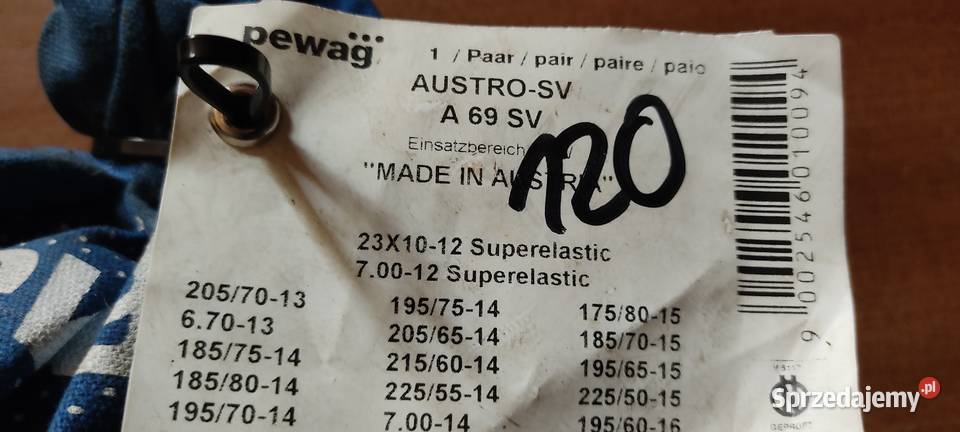 pewag
1 / Paar / pair / paire / paio
AUSTRO-SV
A 69 SV
Einsatzbereich
120
"MADE IN AUSTRIA"
23X10-12 Superelastic
7.00-12 Superelastic
205/70-13
6.70-13
185/75-14
185/80-14
195/70-14
195/75-14
205/65-14
215/60-14
225/55-14
7.00-14
175/80-15
185/70-15
195/65-15
225/50-15
195/60-16
9 002546 010094
GEPRÜFT
Sprzedajemy.pl